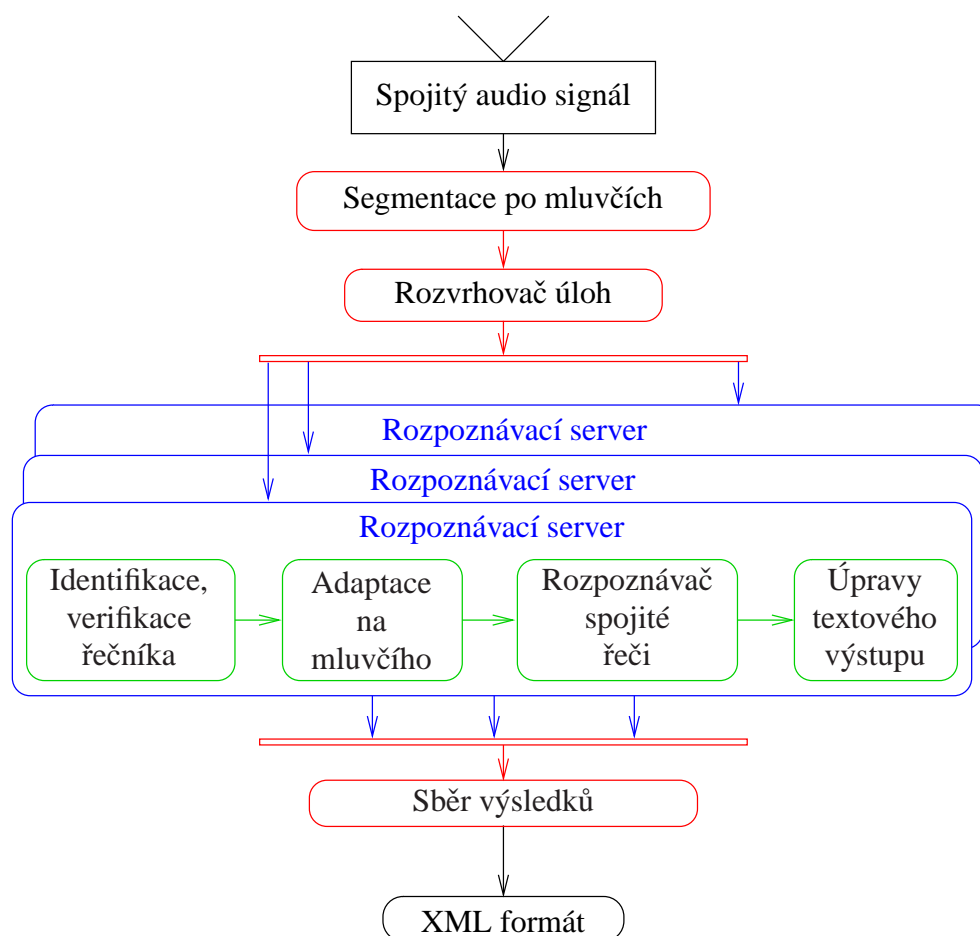 Spojitý audio signál
Segmentace po mluvčích
Rozvrhovač úloh
Rozpoznávací server
Rozpoznávací server
Rozpoznávací server
Identifikace,
verifikace
řečníka
Adaptace
na
mluvčího
Rozpoznávač
spojité
řeči
Úpravy
textového
výstupu
Sběr výsledků
XML formát